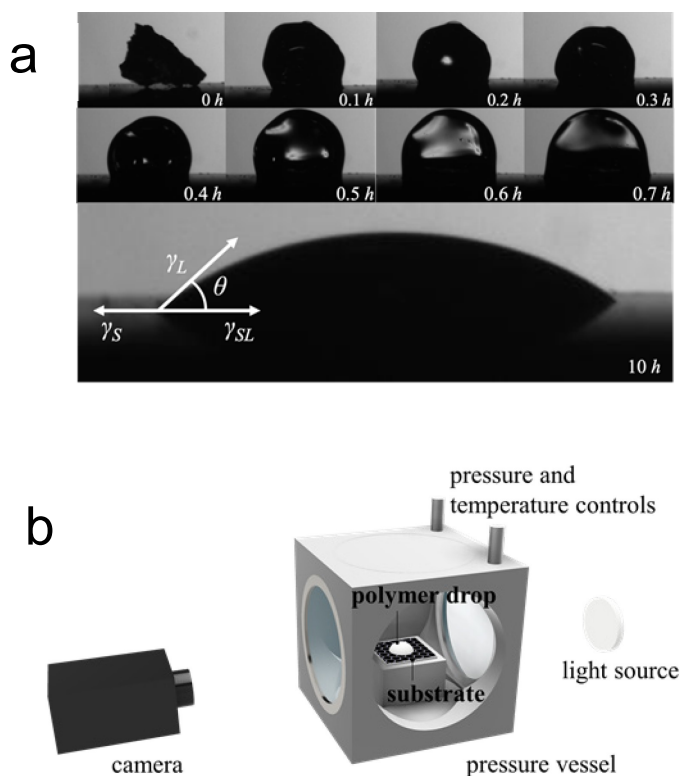 a
0 h
0.1 h
0.2 h
0.3 h
0.4 h
0.5 h
0.6 h
0.7 h
γL
θ
γS
γSL
10 h
b
pressure and
temperature controls
polymer drop
substrate
light source
camera
pressure vessel